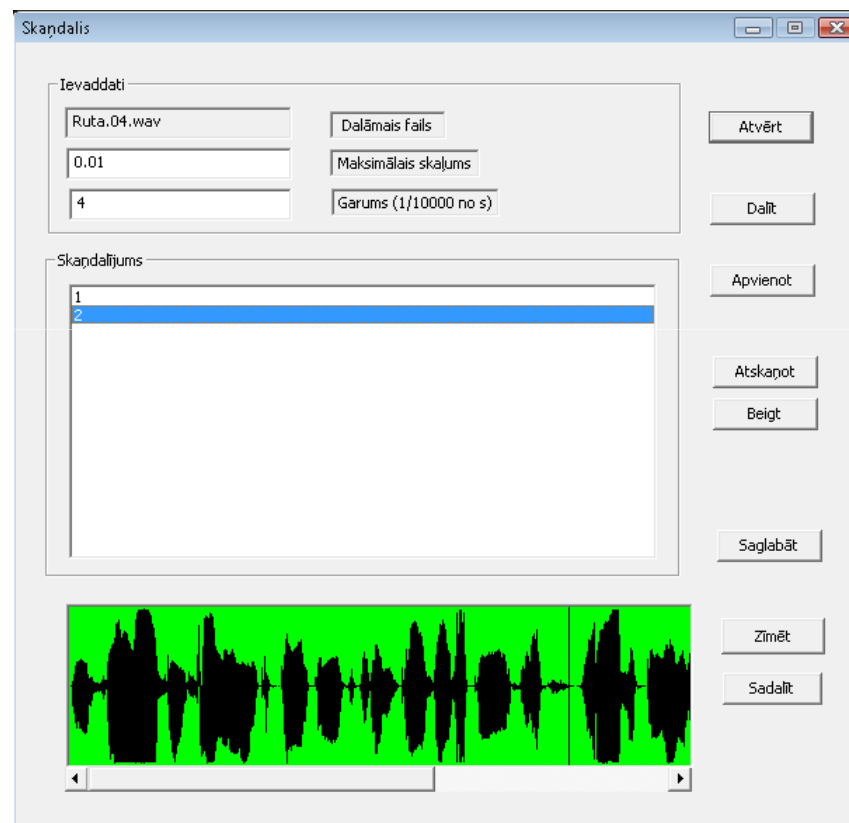 Skaņdalis
Ievaddati
Ruta.04.wav
Dalāmais fails
Atvērt
0.01
Maksimālais skaļums
4
Garums (1/10000 no s)
Dalīt
Skaņdalījums
Apvienot
1
2
Atskaņot
Beigt
Saglabāt
Zīmēt
Sadalīt